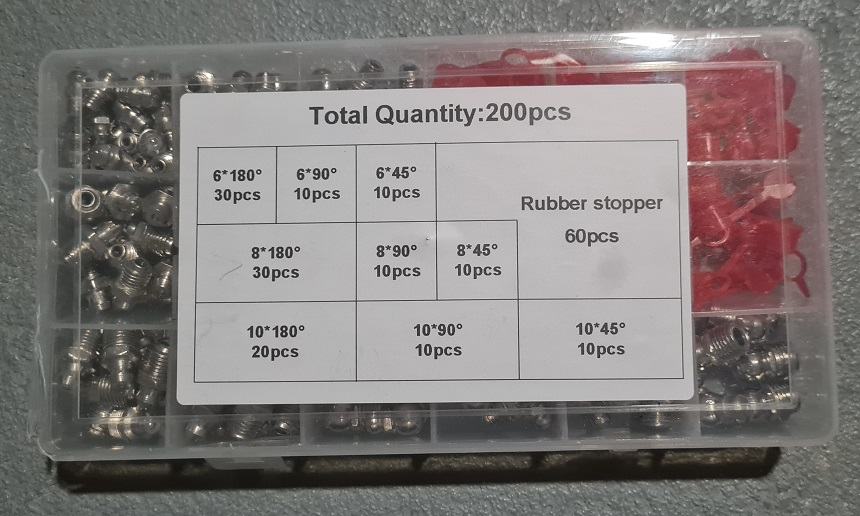 Total Quantity:200pcs
6*180°
30pcs
6*90°
10pcs
6*45°
10pcs
Rubber stopper
60pcs
8*180°
30pcs
8*90°
10pcs
8*45°
10pcs
10*180°
20pcs
10*90°
10pcs
10*45°
10pcs